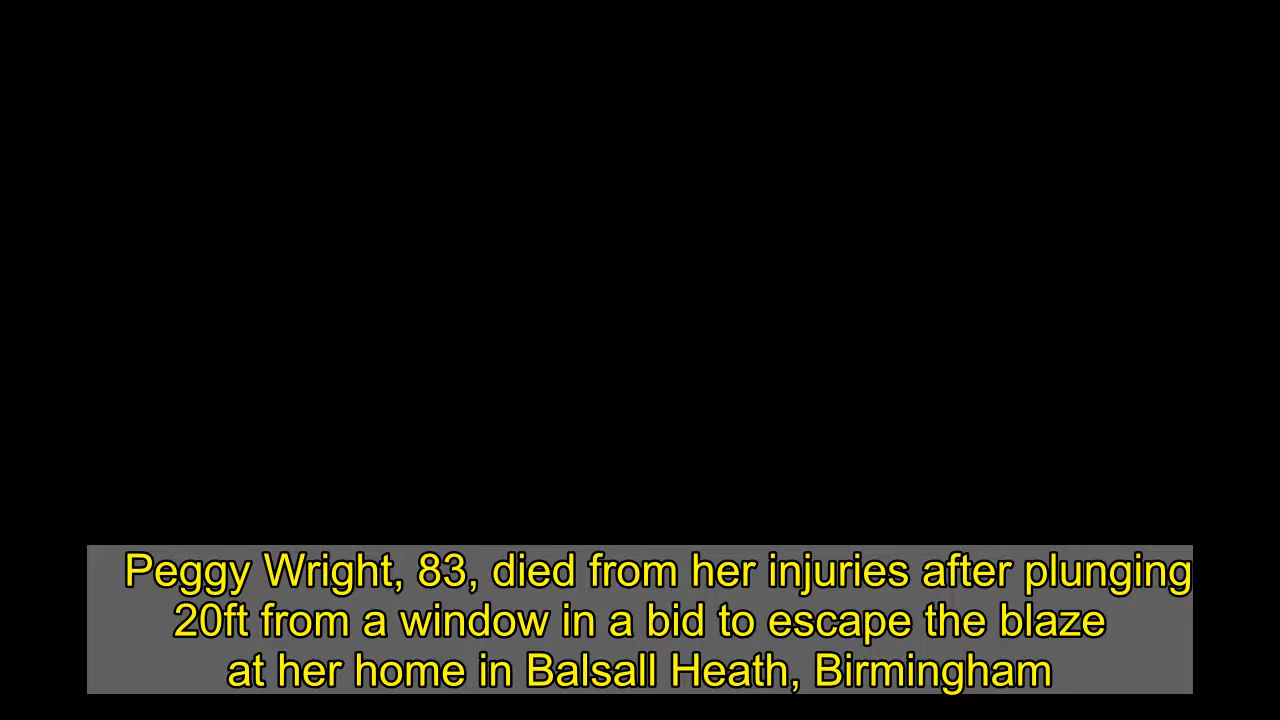 Peggy Wright, 83, died from her injuries after plunging
20ft from a window in a bid to escape the blaze
at her home in Balsall Heath, Birmingham